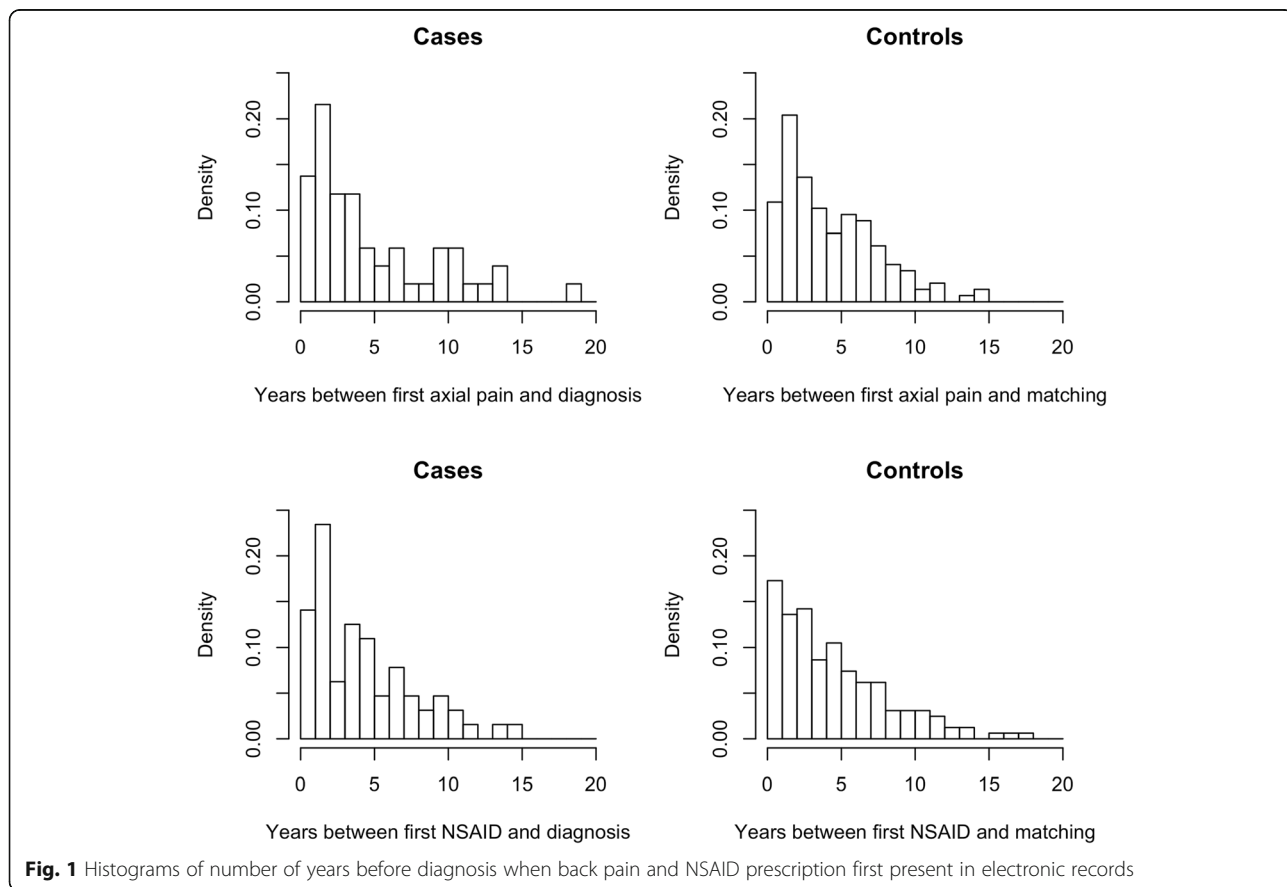 Cases
Controls
Density
0.00 0.10 0.20
0 5 10 15 20
Years between first axial pain and diagnosis
Density
0.00 0.10 0.20
0 5 10 15 20
Years between first axial pain and matching
Cases
Controls
Density
0.00 0.10 0.20
0 5 10 15 20
Years between first NSAID and diagnosis
Density
0.00 0.10 0.20
0 5 10 15 20
Years between first NSAID and matching
Fig. 1 Histograms of number of years before diagnosis when back pain and NSAID prescription first present in electronic records